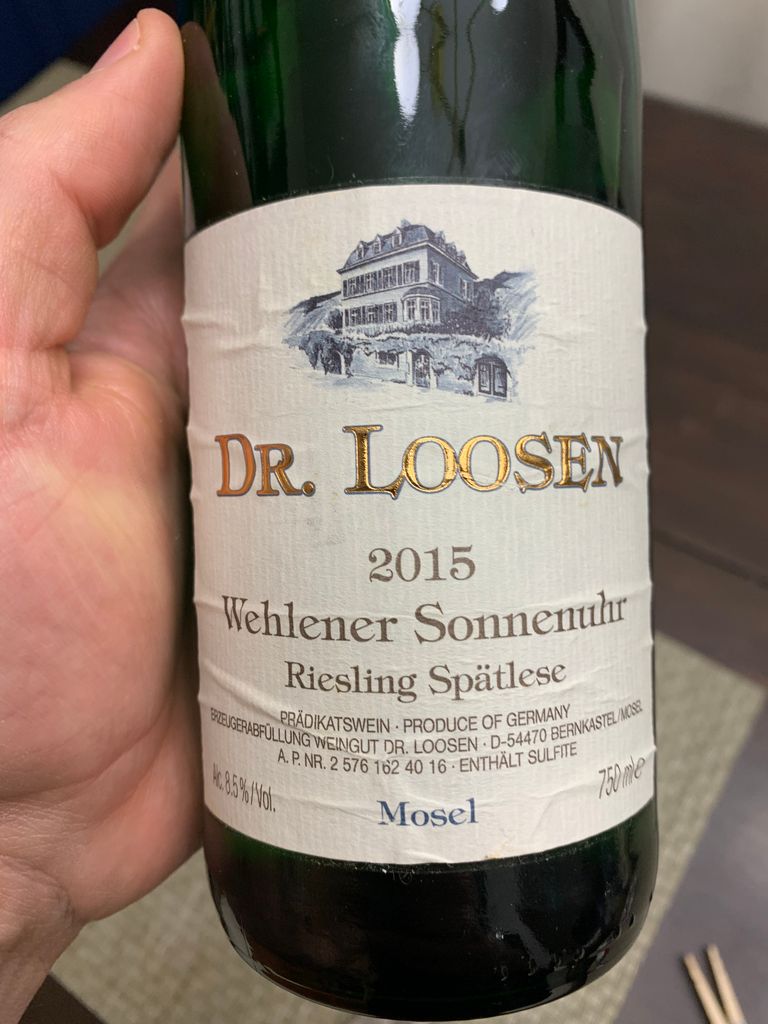 DR. LOOSEN
2015
Wehlener Sonnenuhr
Riesling Spätlese
PRÄDIKATSWEIN · PRODUCE OF GERMANY
ERZEUGERABFÜLLUNG WEINGUT DR. LOOSEN · D-54470 BERNKASTEL/MOSEL
A. P. NR. 2 576 162 40 16 · ENTHÄLT SULFITE
Alc. 8.5 %/Vol.
750 ml e
Mosel